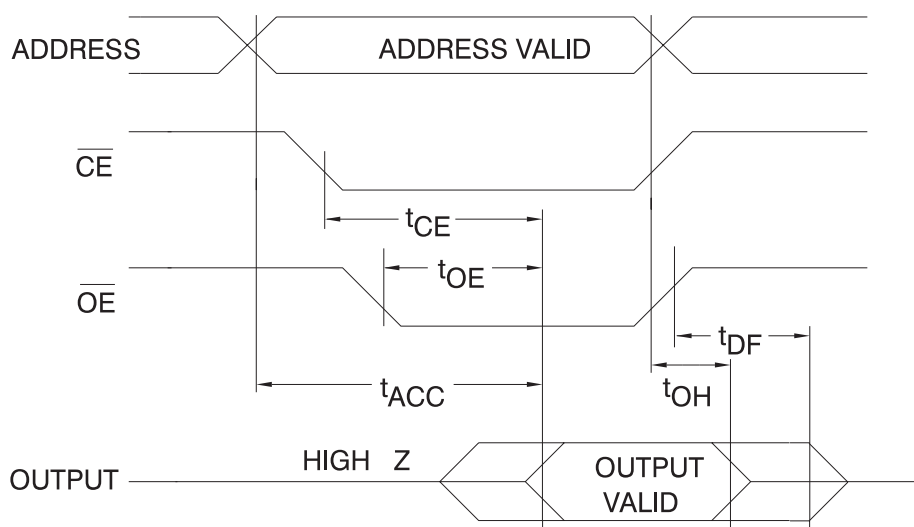 ADDRESS
ADDRESS VALID
CE
tCE
OE
tOE
tDF
tACC
tOH
OUTPUT
HIGH Z
OUTPUT
VALID